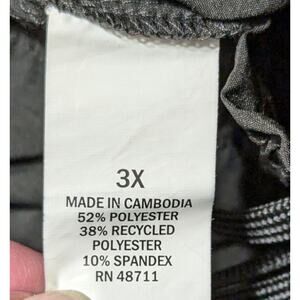 3X
MADE IN CAMBODIA
52% POLYESTER
38% RECYCLED
POLYESTER
10% SPANDEX
RN 48711